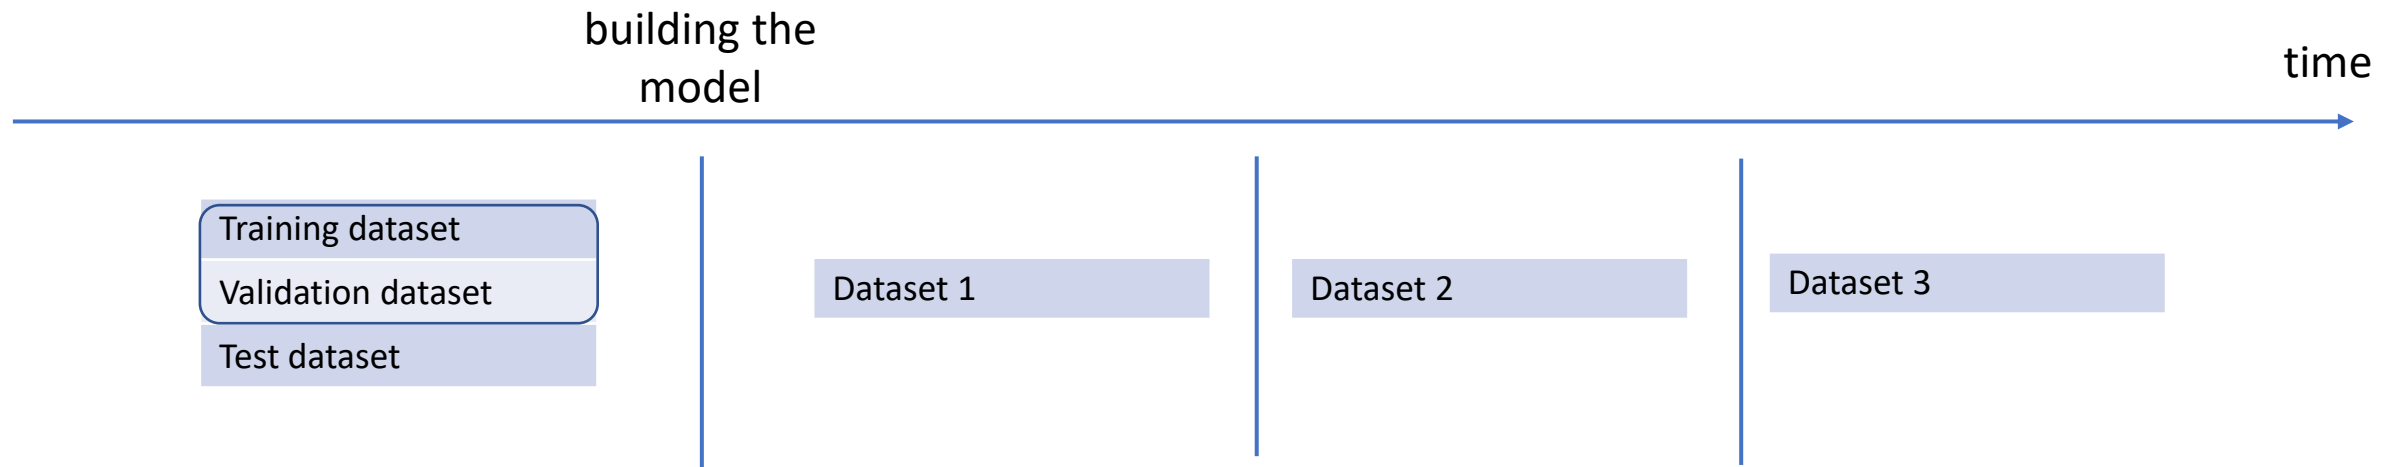 building the
model
time
Training dataset
Validation dataset
Test dataset
Dataset 1
Dataset 2
Dataset 3